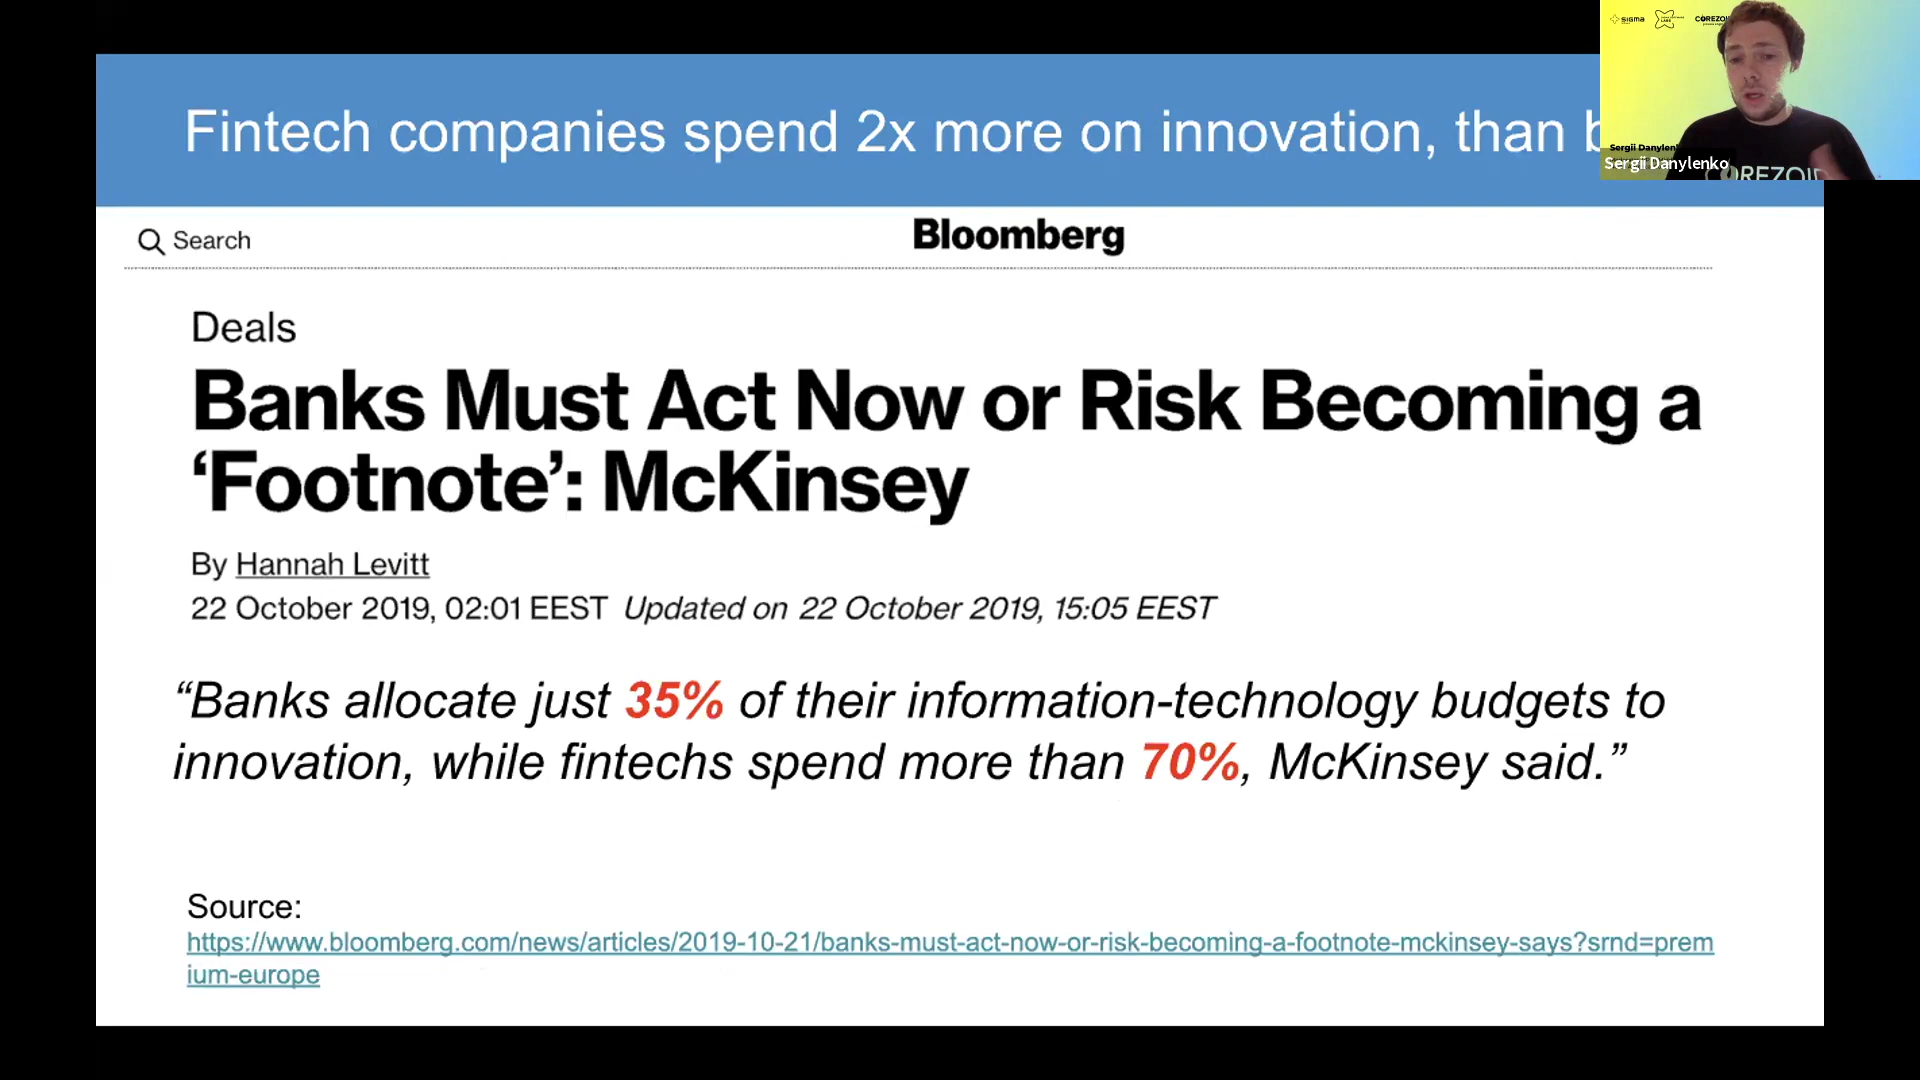 Fintech companies spend 2x more on innovation, than
Search
Bloomberg
Deals
Banks Must Act Now or Risk Becoming a
‘Footnote’: McKinsey
By Hannah Levitt
22 October 2019, 02:01 EEST Updated on 22 October 2019, 15:05 EEST
“Banks allocate just 35% of their information-technology budgets to
innovation, while fintechs spend more than 70%, McKinsey said.”
Source:
https://www.bloomberg.com/news/articles/2019-10-21/banks-must-act-now-or-risk-becoming-a-footnote-mckinsey-says?srnd=prem
ium-europe
sigma
Sergii Danylenko